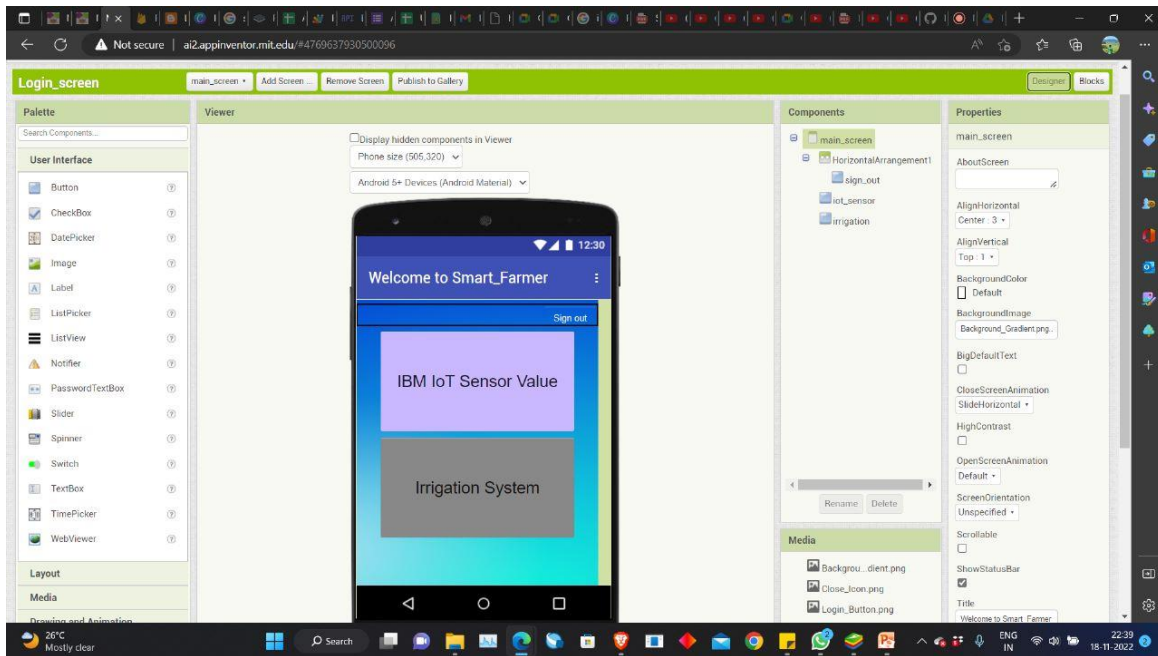 Not secure
ai2.appinventor.mit.edu/#4769637930500096
Login_screen
main_screen
Add Screen ...
Remove Screen
Publish to Gallery
Designer
Blocks
Palette
Search Components...
User Interface
Button
CheckBox
DatePicker
Image
Label
ListPicker
ListView
Notifier
PasswordTextBox
Slider
Spinner
Switch
TextBox
TimePicker
WebViewer
Layout
Media
Drawing and Animation
Viewer
Display hidden components in Viewer
Phone size (505,320)
Android 5+ Devices (Android Material)
12:30
Welcome to Smart_Farmer
Sign out
IBM IoT Sensor Value
Irrigation System
Components
main_screen
HorizontalArrangement1
sign_out
iot_sensor
irrigation
Rename
Delete
Media
Backgrou...dient.png
Close_Icon.png
Login_Button.png
Properties
main_screen
AboutScreen
AlignHorizontal
Center : 3
AlignVertical
Top : 1
BackgroundColor
Default
BackgroundImage
Background_Gradient.png...
BigDefaultText
CloseScreenAnimation
SlideHorizontal
HighContrast
OpenScreenAnimation
Default
ScreenOrientation
Unspecified
Scrollable
ShowStatusBar
Title
Welcome to Smart_Farmer
26°C
Mostly clear
Search
ENG
IN
22:39
18-11-2022